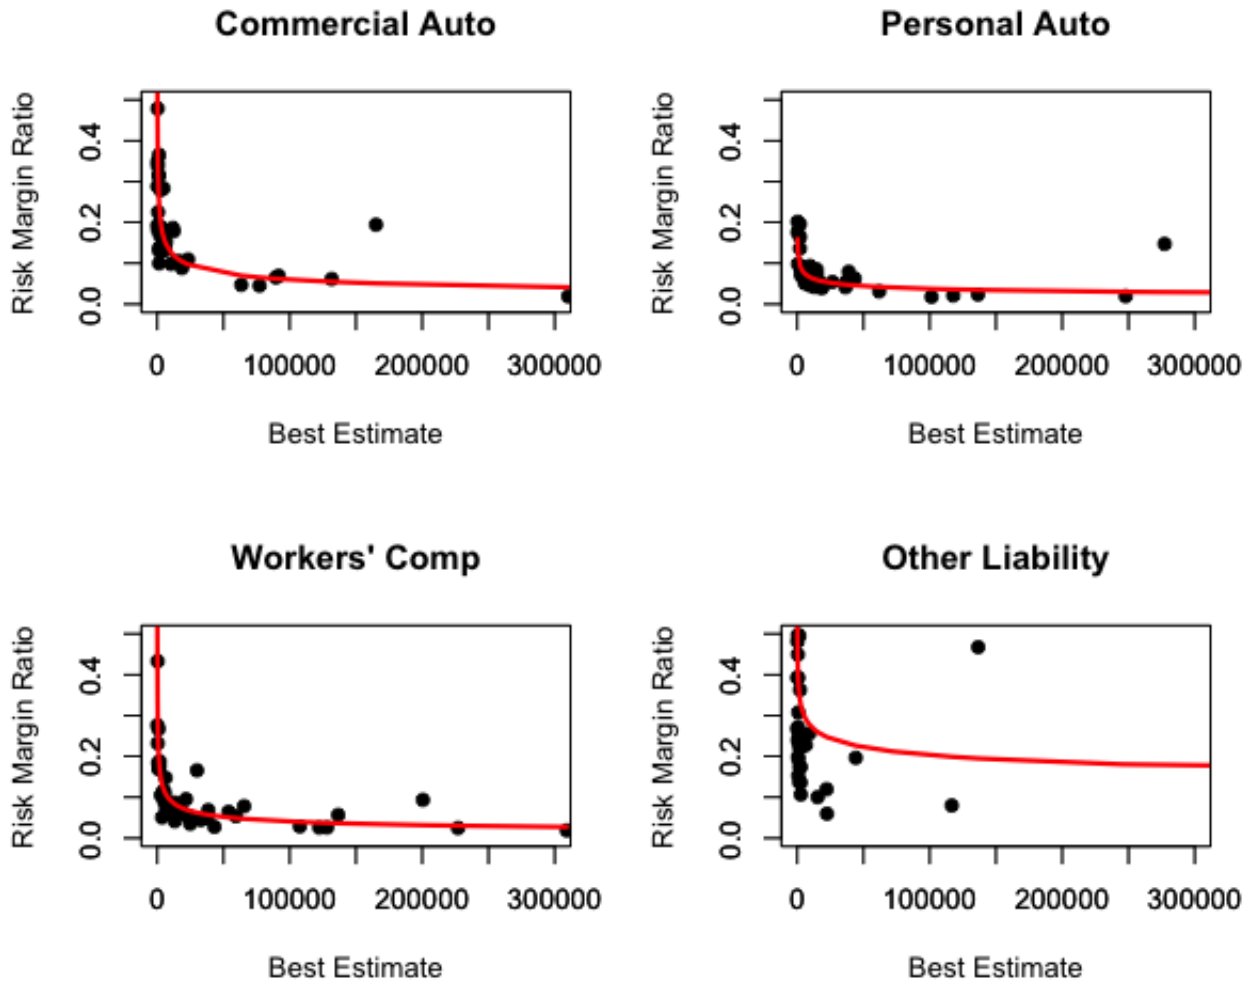 Commercial Auto
Risk Margin Ratio
0.0 0.2 0.4
0 100000 200000 300000
Best Estimate
Personal Auto
Risk Margin Ratio
0.0 0.2 0.4
0 100000 200000 300000
Best Estimate
Workers' Comp
Risk Margin Ratio
0.0 0.2 0.4
0 100000 200000 300000
Best Estimate
Other Liability
Risk Margin Ratio
0.0 0.2 0.4
0 100000 200000 300000
Best Estimate